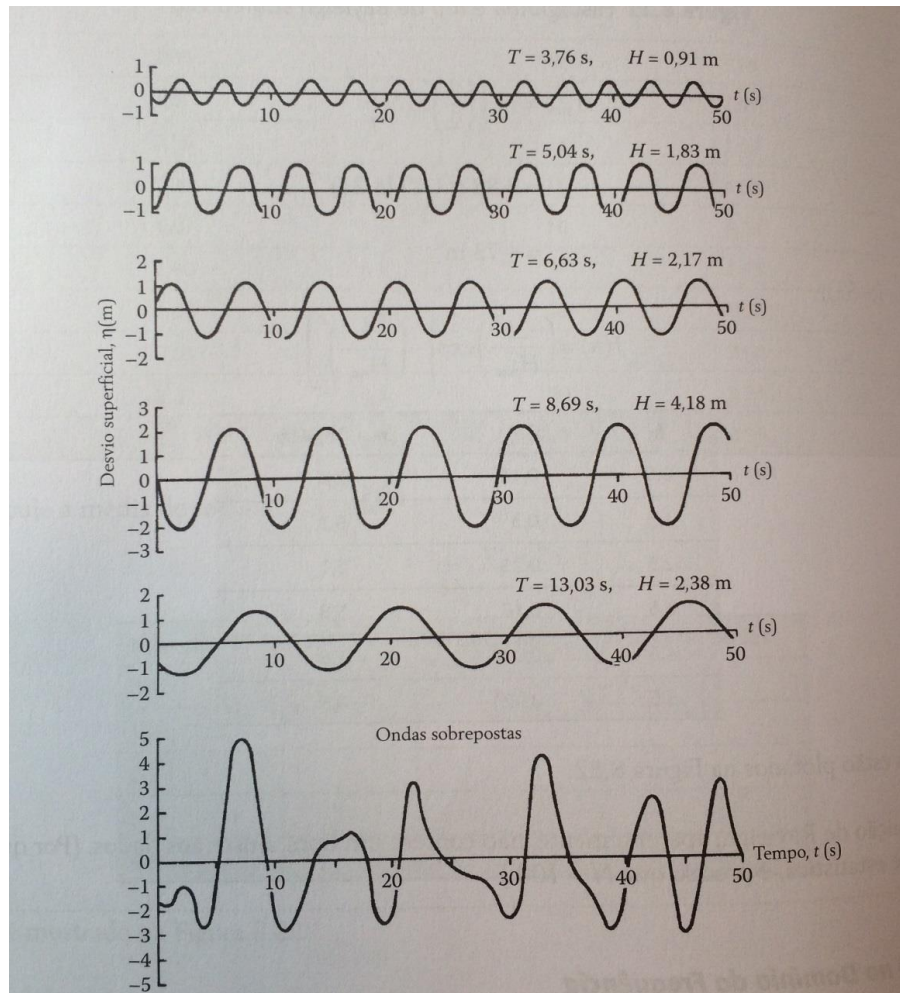 T = 3,76 s, H = 0,91 m
1
0
−1
10 20 30 40 50
t (s)
T = 5,04 s, H = 1,83 m
1
0
−1
10 20 30 40 50
t (s)
T = 6,63 s, H = 2,17 m
2
1
0
−1
−2
10 20 30 40 50
t (s)
Desvio superficial, η(m)
T = 8,69 s, H = 4,18 m
3
2
1
0
−1
−2
−3
10 20 30 40 50
t (s)
T = 13,03 s, H = 2,38 m
2
1
0
−1
−2
10 20 30 40 50
t (s)
Ondas sobrepostas
5
4
3
2
1
0
−1
−2
−3
−4
−5
10 20 30 40 50
Tempo, t (s)